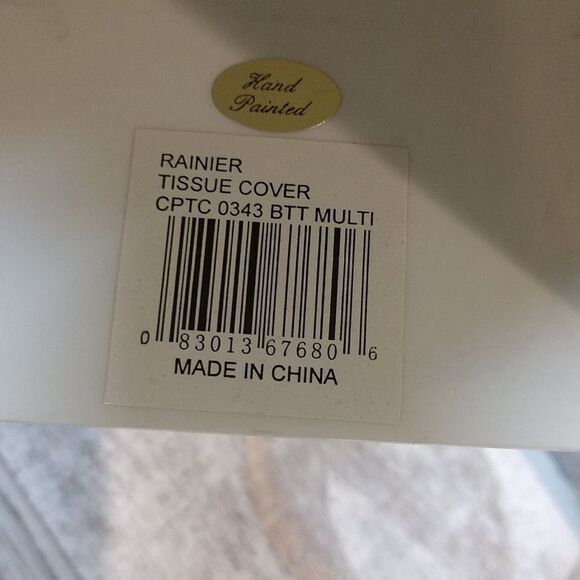 Hand
Painted
RAINIER
TISSUE COVER
CPTC 0343 BTT MULTI
0 83013 67680 6
MADE IN CHINA